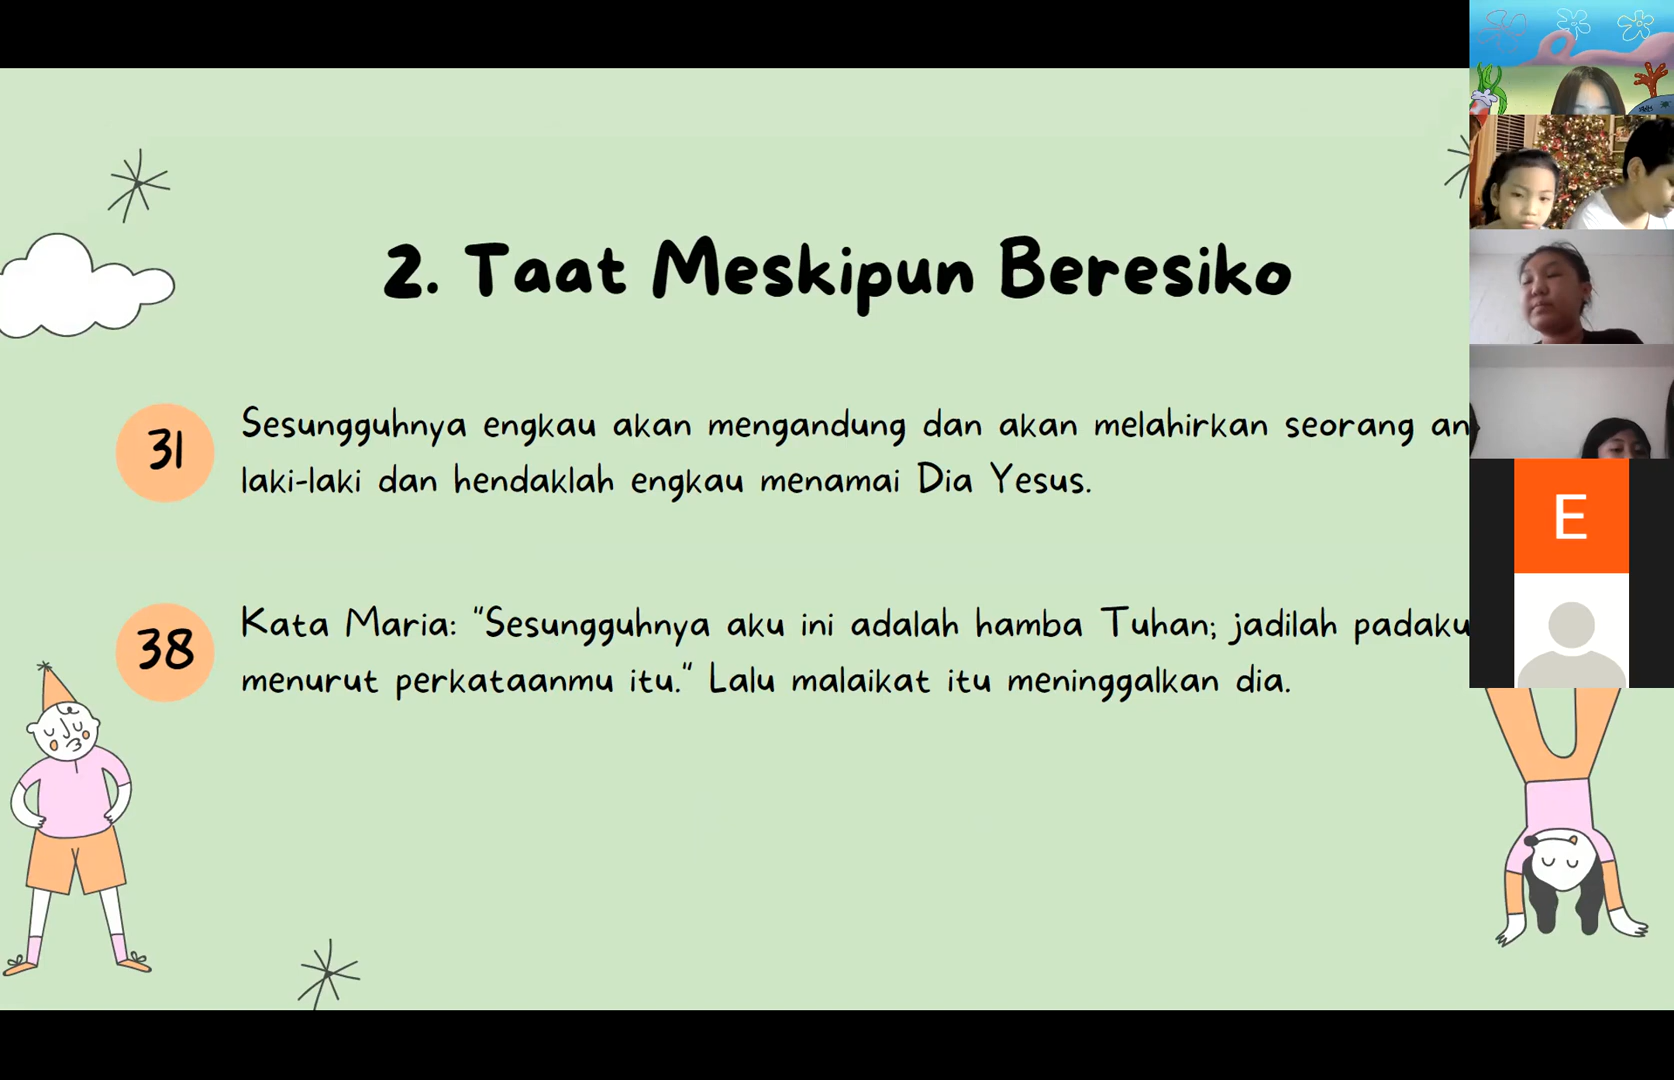 2. Taat Meskipun Beresiko
31
Sesungguhnya engkau akan mengandung dan akan melahirkan seorang
laki-laki dan hendaklah engkau menamai Dia Yesus.
38
Kata Maria: "Sesungguhnya aku ini adalah hamba Tuhan; jadilah padaku
menurut perkataanmu itu." Lalu malaikat itu meninggalkan dia.
E